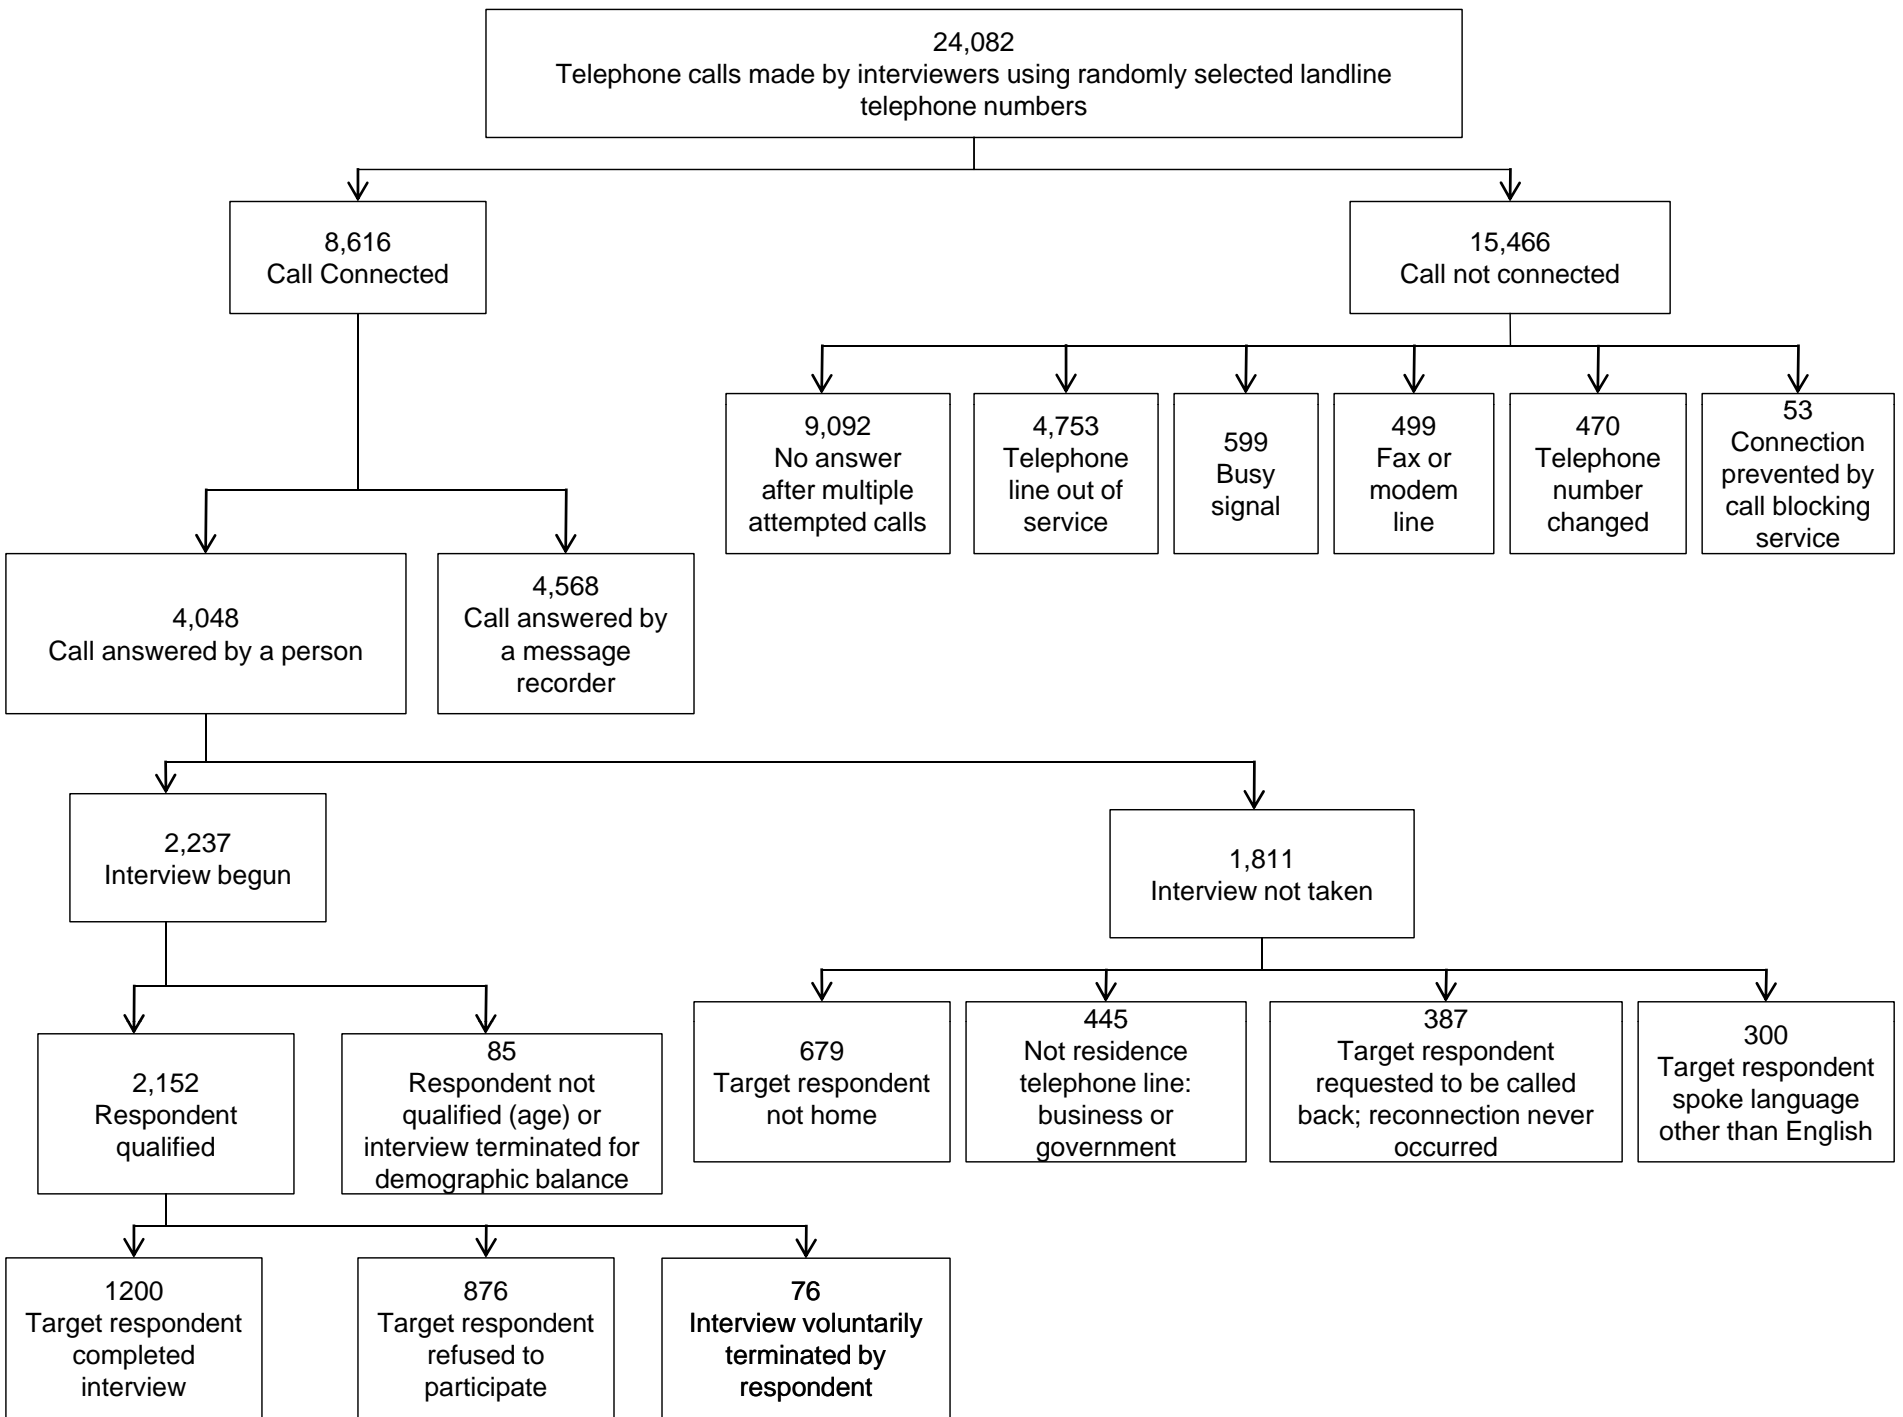 24,082
Telephone calls made by interviewers using randomly selected landline
telephone numbers
8,616
Call Connected
15,466
Call not connected
9,092
No answer
after multiple
attempted calls
4,753
Telephone
line out of
service
599
Busy
signal
499
Fax or
modem
line
470
Telephone
number
changed
53
Connection
prevented by
call blocking
service
4,048
Call answered by a person
4,568
Call answered by
a message
recorder
2,237
Interview begun
1,811
Interview not taken
2,152
Respondent
qualified
85
Respondent not
qualified (age) or
interview terminated for
demographic balance
679
Target respondent
not home
445
Not residence
telephone line:
business or
government
387
Target respondent
requested to be called
back; reconnection never
occurred
300
Target respondent
spoke language
other than English
1200
Target respondent
completed
interview
876
Target respondent
refused to
participate
76
Interview voluntarily
terminated by
respondent